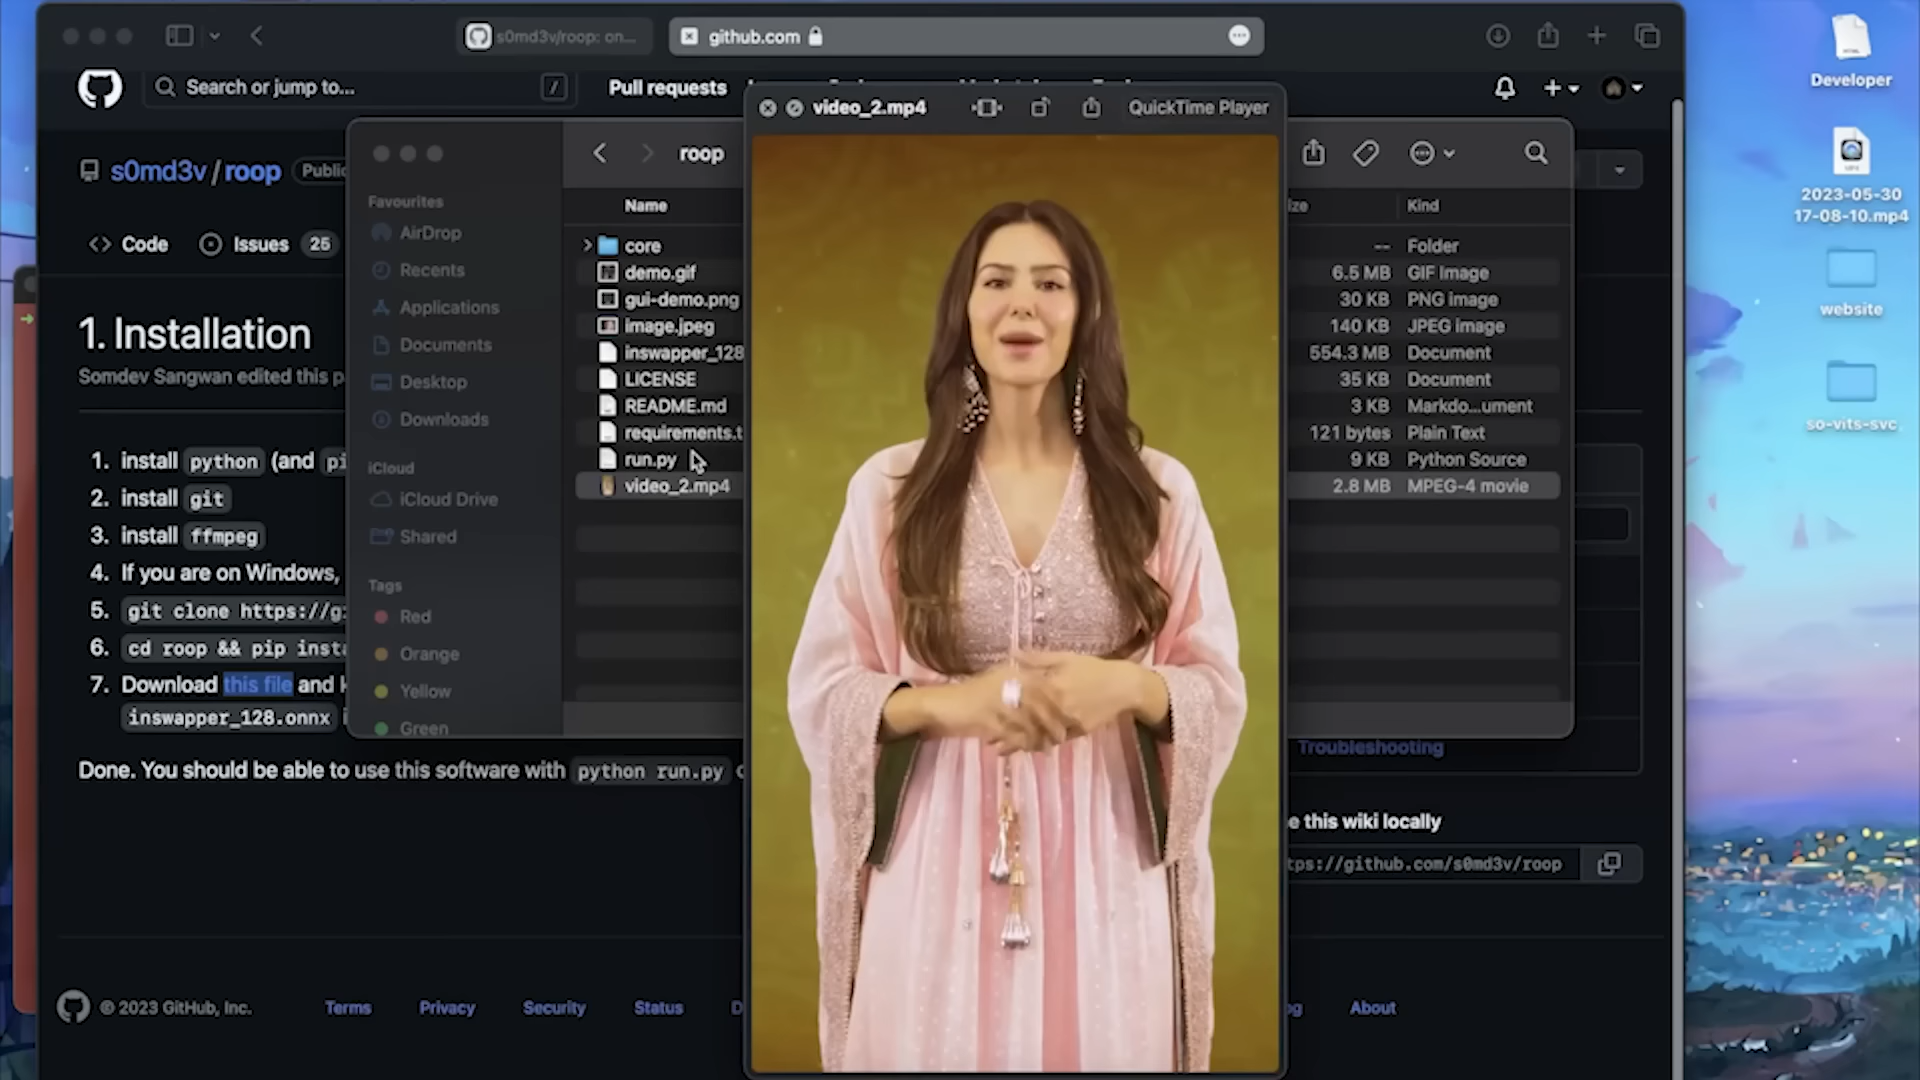 s0md3v/roop: on...
github.com
Search or jump to...
/
Pull requests
s0md3v / roop
Public
Code
Issues 25
1. Installation
Somdev Sangwan edited this
1. install python (and
2. install git
3. install ffmpeg
4. If you are on Windows,
5. git clone
6. cd roop && pip
7. Download this file and
inswapper_128.onnx
Done. You should be able to use this software with python run.py
© 2023 GitHub, Inc.
Terms
Privacy
Security
Status
About
Troubleshooting
this wiki locally
github.com/s0md3v/roop
Favourites
AirDrop
Recents
Applications
Documents
Desktop
Downloads
iCloud
iCloud Drive
Shared
Tags
Red
Orange
Yellow
Green
roop
Name
Kind
core
-- Folder
demo.gif
6.5 MB GIF Image
gui-demo.png
30 KB PNG image
image.jpeg
140 KB JPEG image
inswapper_128
554.3 MB Document
LICENSE
35 KB Document
README.md
3 KB Markdo...ument
requirements.t
121 bytes Plain Text
run.py
9 KB Python Source
video_2.mp4
2.8 MB MPEG-4 movie
video_2.mp4
QuickTime Player
Developer
2023-05-30
17-08-10.mp4
website
so-vits-svc